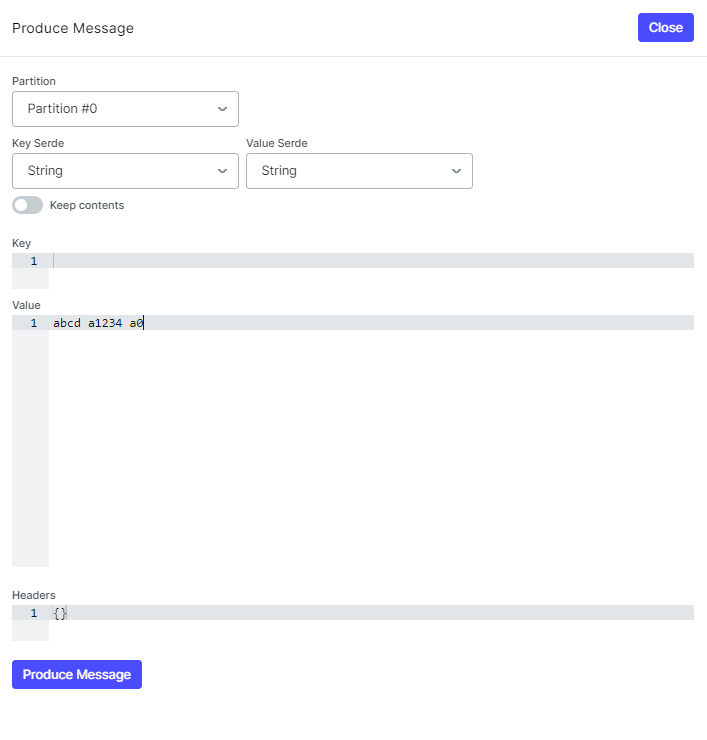 Produce Message
Close
Partition
Partition #0
Key Serde
Value Serde
String
String
Keep contents
Key
1
Value
1 abcd a1234 a0
Headers
1 {}
Produce Message